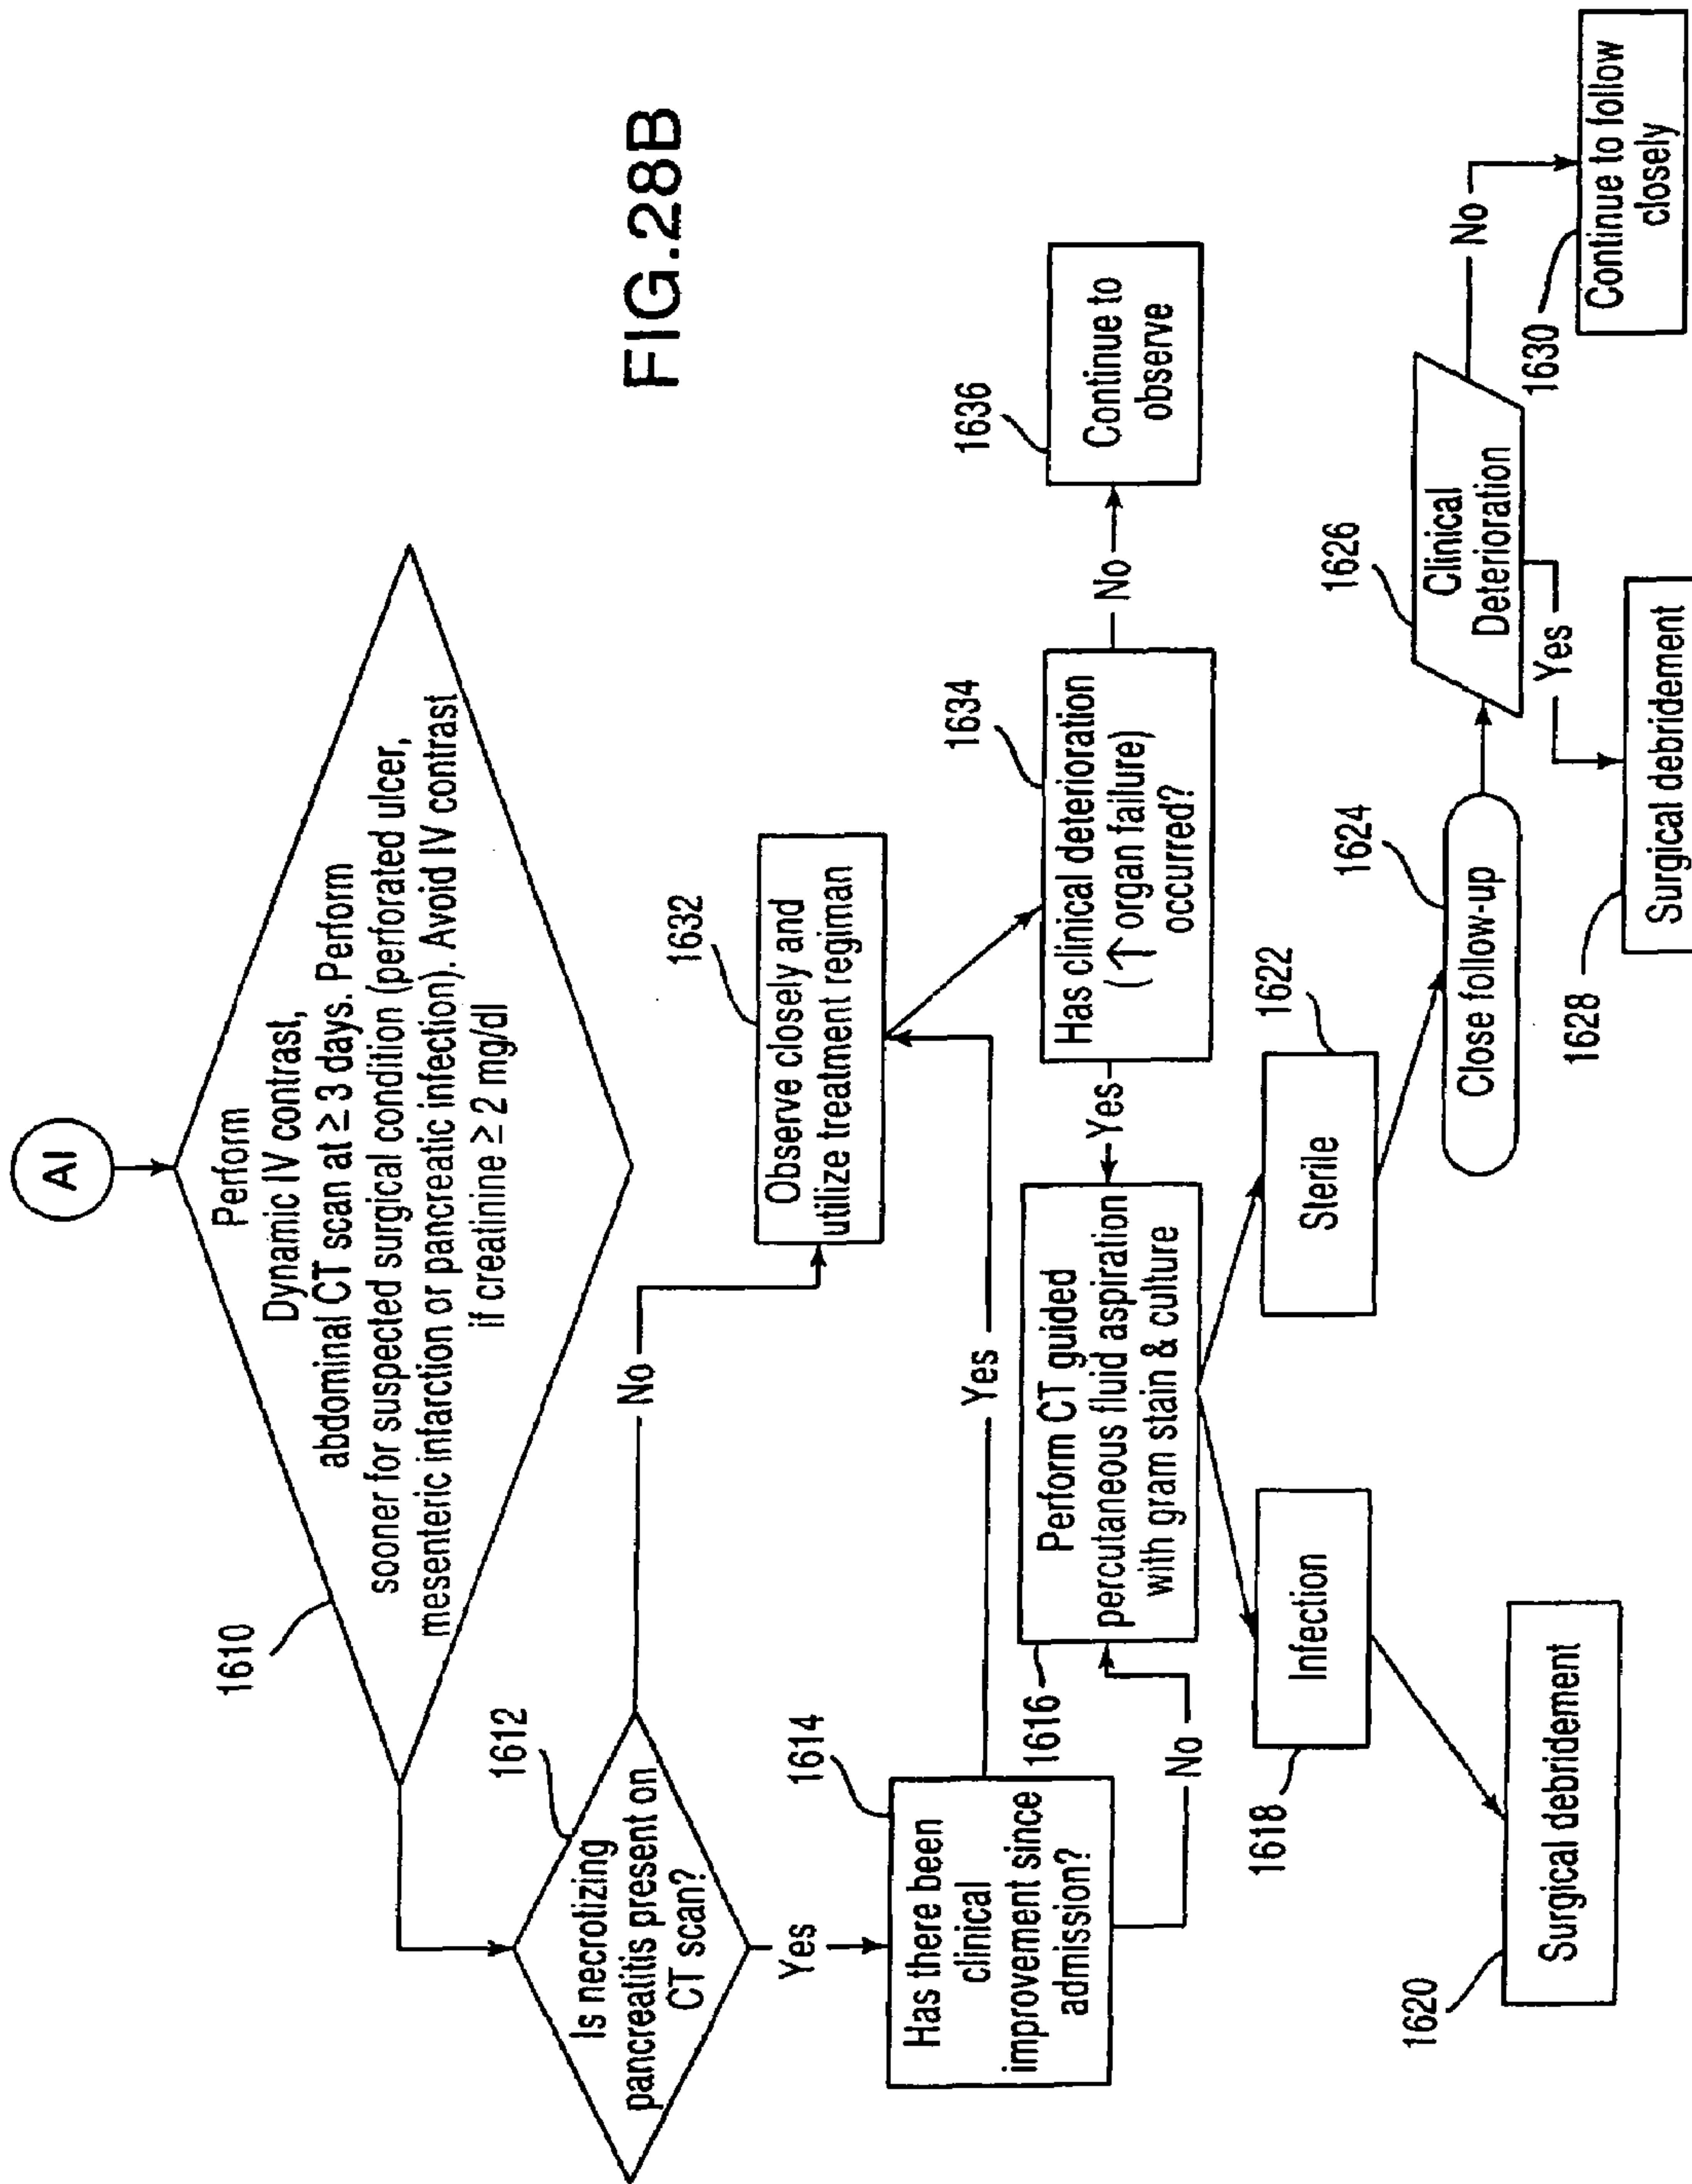 AI
Perform
Dynamic IV contrast,
abdominal CT scan at ≥ 3 days. Perform
sooner for suspected surgical condition (perforated ulcer,
mesenteric infarction or pancreatic infection). Avoid IV contrast
if creatinine ≥ 2 mg/dl
1610
FIG.28B
1612
Is necrotizing
pancreatitis present on
CT scan?
No
Yes
1632
Observe closely and
utilize treatment regiman
1614
Has there been
clinical
improvement since
admission?
Yes
No
1634
Has clinical deterioration
(↑ organ failure)
occurred?
No
Yes
1636
Continue to
observe
1616
Perform CT guided
percutaneous fluid aspiration
with gram stain & culture
1618
Infection
1622
Sterile
1620
Surgical debridement
1624
Close follow-up
1626
Clinical
Deterioration
No
Yes
1628
Surgical debridement
1630
Continue to follow
closely